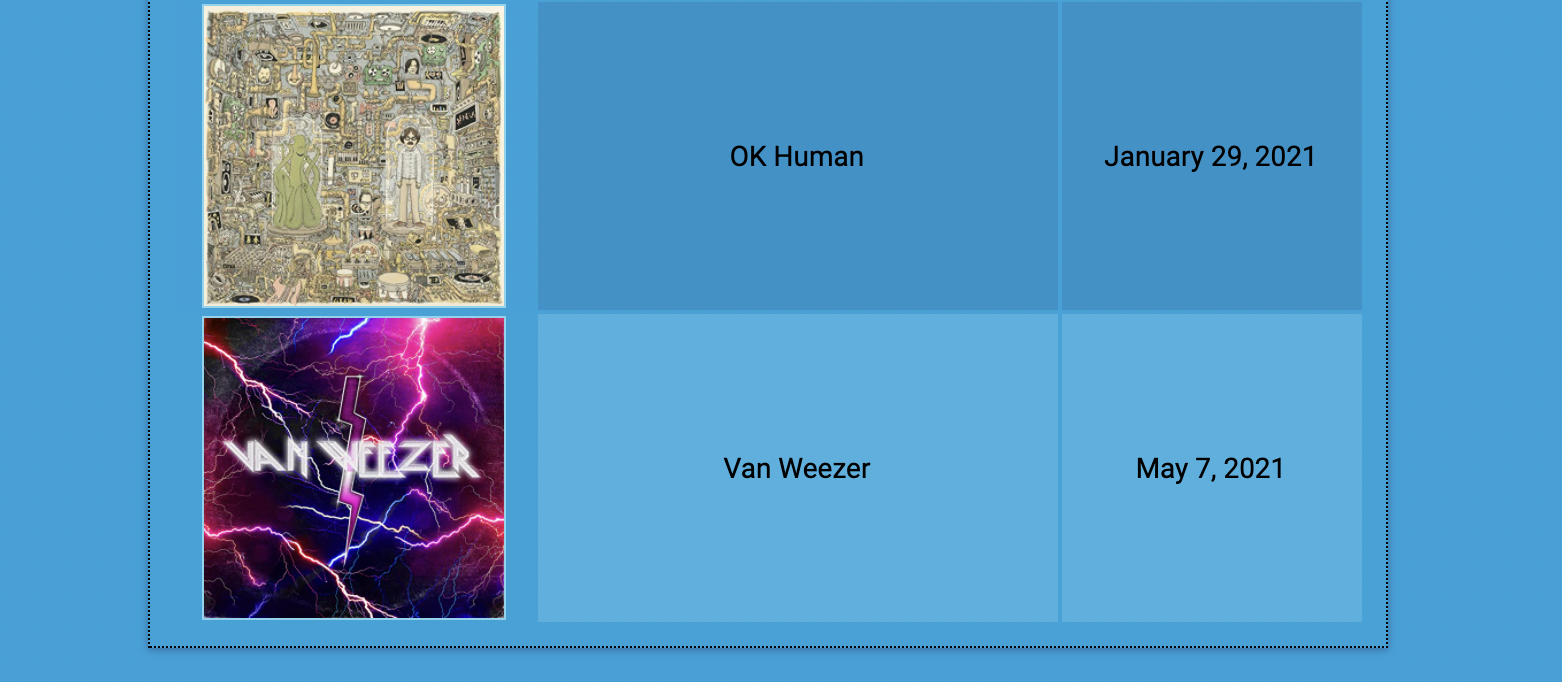 OK Human
January 29, 2021
VAN WEEZER
Van Weezer
May 7, 2021